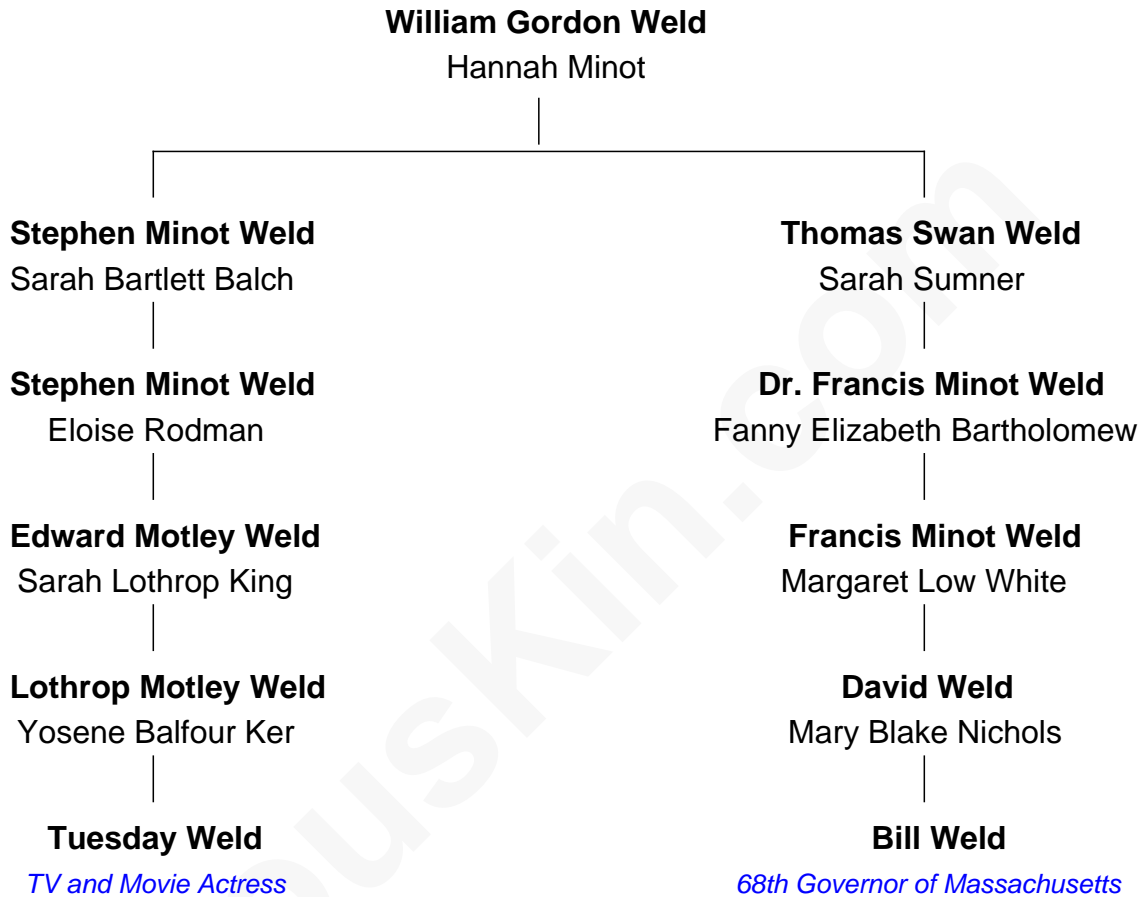 William Gordon Weld
Hannah Minot
Stephen Minot Weld
Sarah Bartlett Balch
Thomas Swan Weld
Sarah Sumner
Stephen Minot Weld
Eloise Rodman
Dr. Francis Minot Weld
Fanny Elizabeth Bartholomew
Edward Motley Weld
Sarah Lothrop King
Francis Minot Weld
Margaret Low White
Lothrop Motley Weld
Yosene Balfour Ker
David Weld
Mary Blake Nichols
Tuesday Weld
TV and Movie Actress
Bill Weld
68th Governor of Massachusetts
ouskin.com